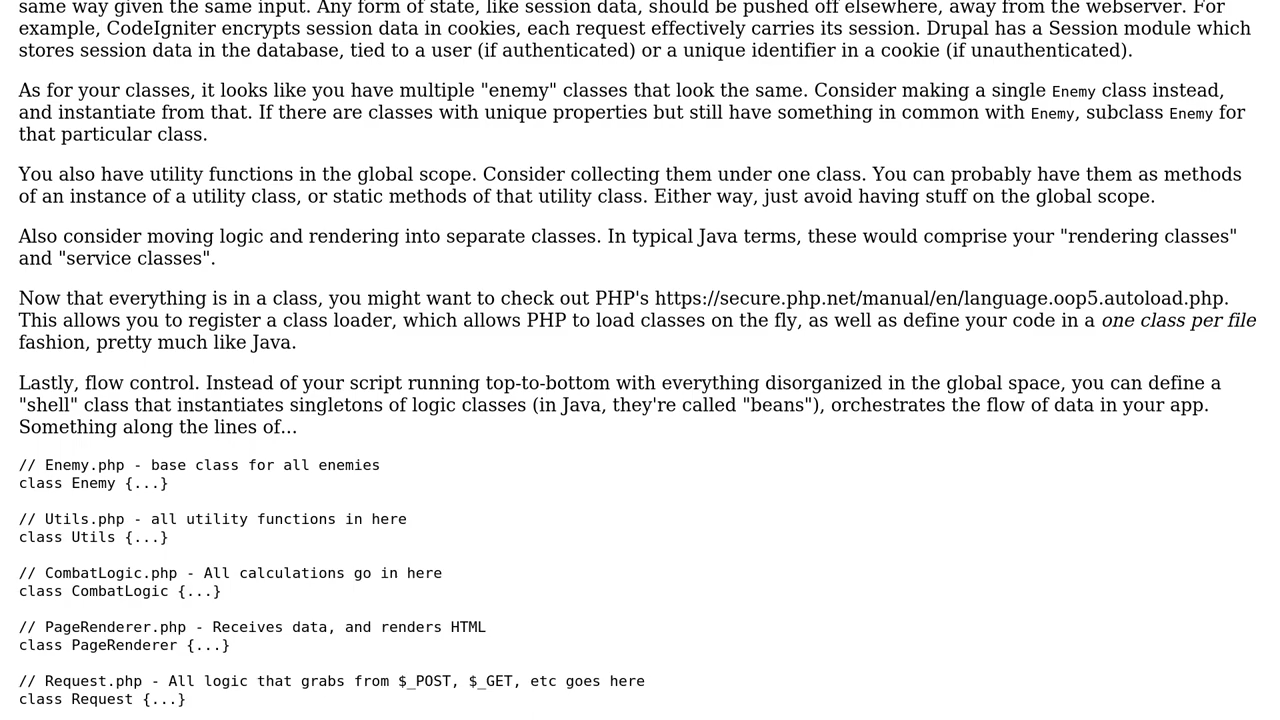 same way given the same input. Any form of state, like session data, should be pushed off elsewhere, away from the webserver. For
example, CodeIgniter encrypts session data in cookies, each request effectively carries its session. Drupal has a Session module which
stores session data in the database, tied to a user (if authenticated) or a unique identifier in a cookie (if unauthenticated).
As for your classes, it looks like you have multiple "enemy" classes that look the same. Consider making a single Enemy class instead,
and instantiate from that. If there are classes with unique properties but still have something in common with Enemy, subclass Enemy for
that particular class.
You also have utility functions in the global scope. Consider collecting them under one class. You can probably have them as methods
of an instance of a utility class, or static methods of that utility class. Either way, just avoid having stuff on the global scope.
Also consider moving logic and rendering into separate classes. In typical Java terms, these would comprise your "rendering classes"
and "service classes".
Now that everything is in a class, you might want to check out PHP's https://secure.php.net/manual/en/language.oop5.autoload.php.
This allows you to register a class loader, which allows PHP to load classes on the fly, as well as define your code in a one class per file
fashion, pretty much like Java.
Lastly, flow control. Instead of your script running top-to-bottom with everything disorganized in the global space, you can define a
"shell" class that instantiates singletons of logic classes (in Java, they're called "beans"), orchestrates the flow of data in your app.
Something along the lines of...
// Enemy.php - base class for all enemies
class Enemy {...}
// Utils.php - all utility functions in here
class Utils {...}
// CombatLogic.php - All calculations go in here
class CombatLogic {...}
// PageRenderer.php - Receives data, and renders HTML
class PageRenderer {...}
// Request.php - All logic that grabs from $_POST, $_GET, etc goes here
class Request {...}